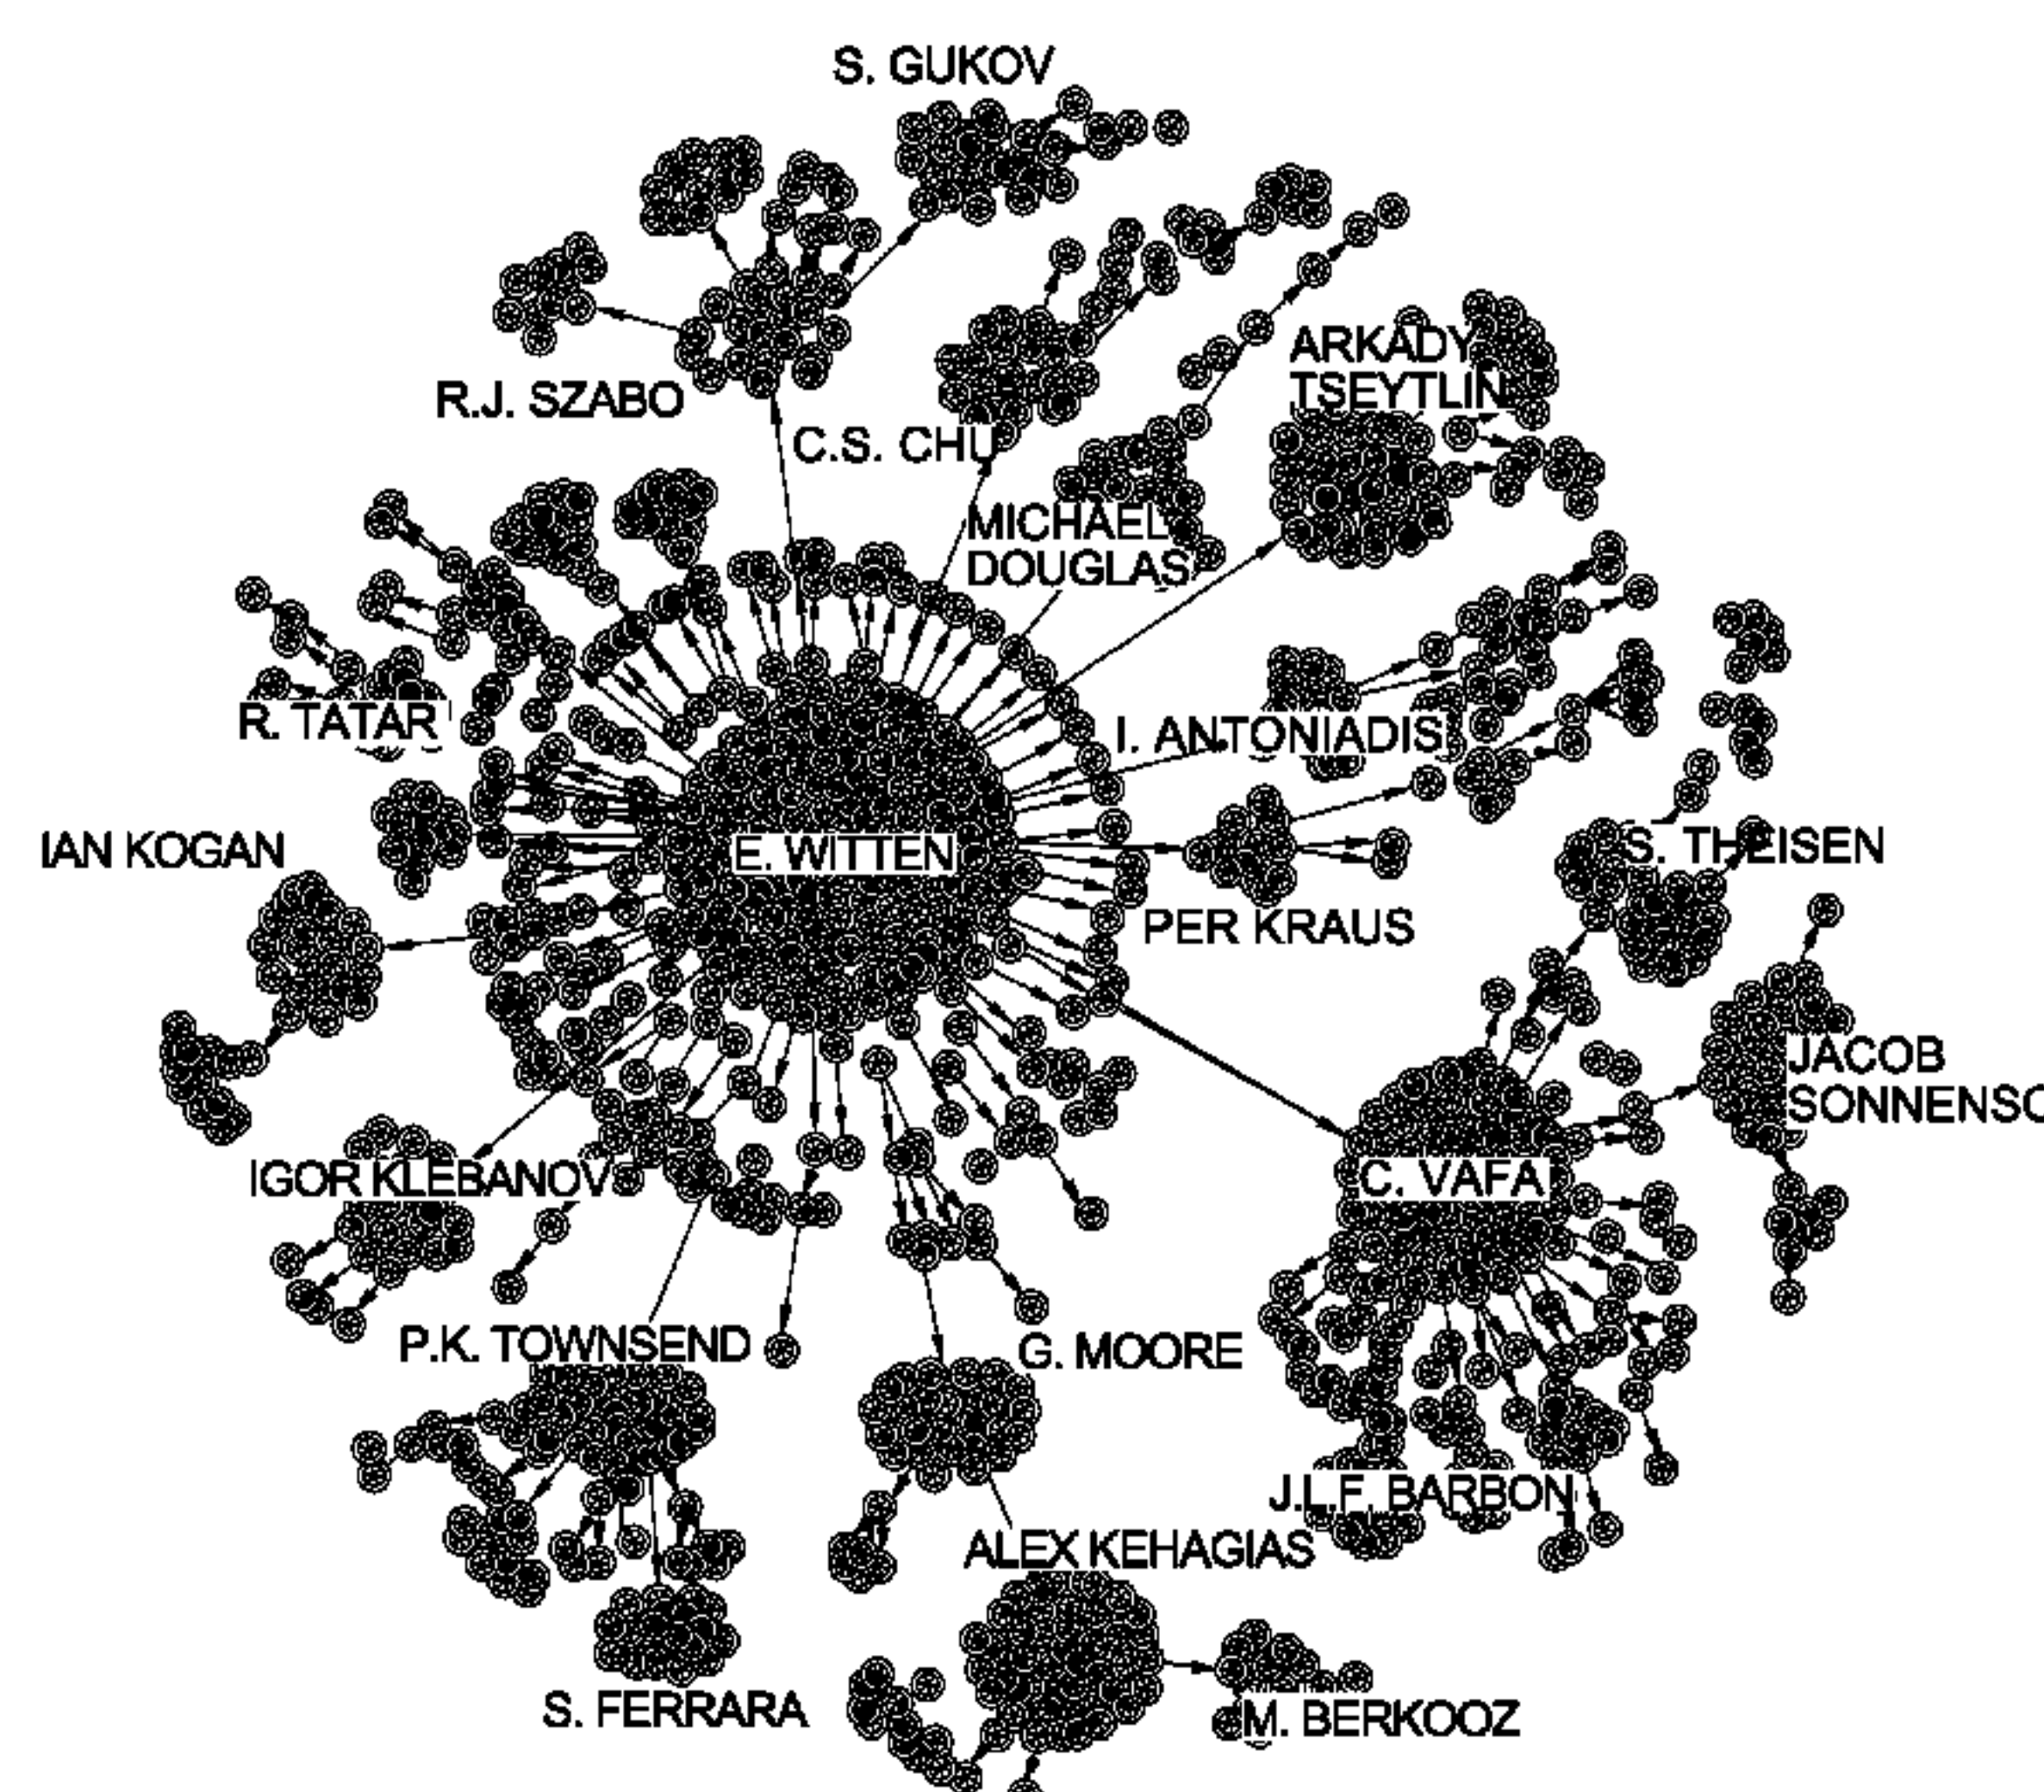 S. GUKOV
ARKADY
TSEYTLIN
R.J. SZABO
C.S. CHU
MICHAEL
DOUGLAS
R. TATAR
I. ANTONIADIS
IAN KOGAN
E. WITTEN
S. THEISEN
PER KRAUS
JACOB
SONNENSC
IGOR KLEBANOV
C. VAFA
P.K. TOWNSEND
G. MOORE
J.L.F. BARBON
ALEX KEHAGIAS
S. FERRARA
M. BERKOOZ